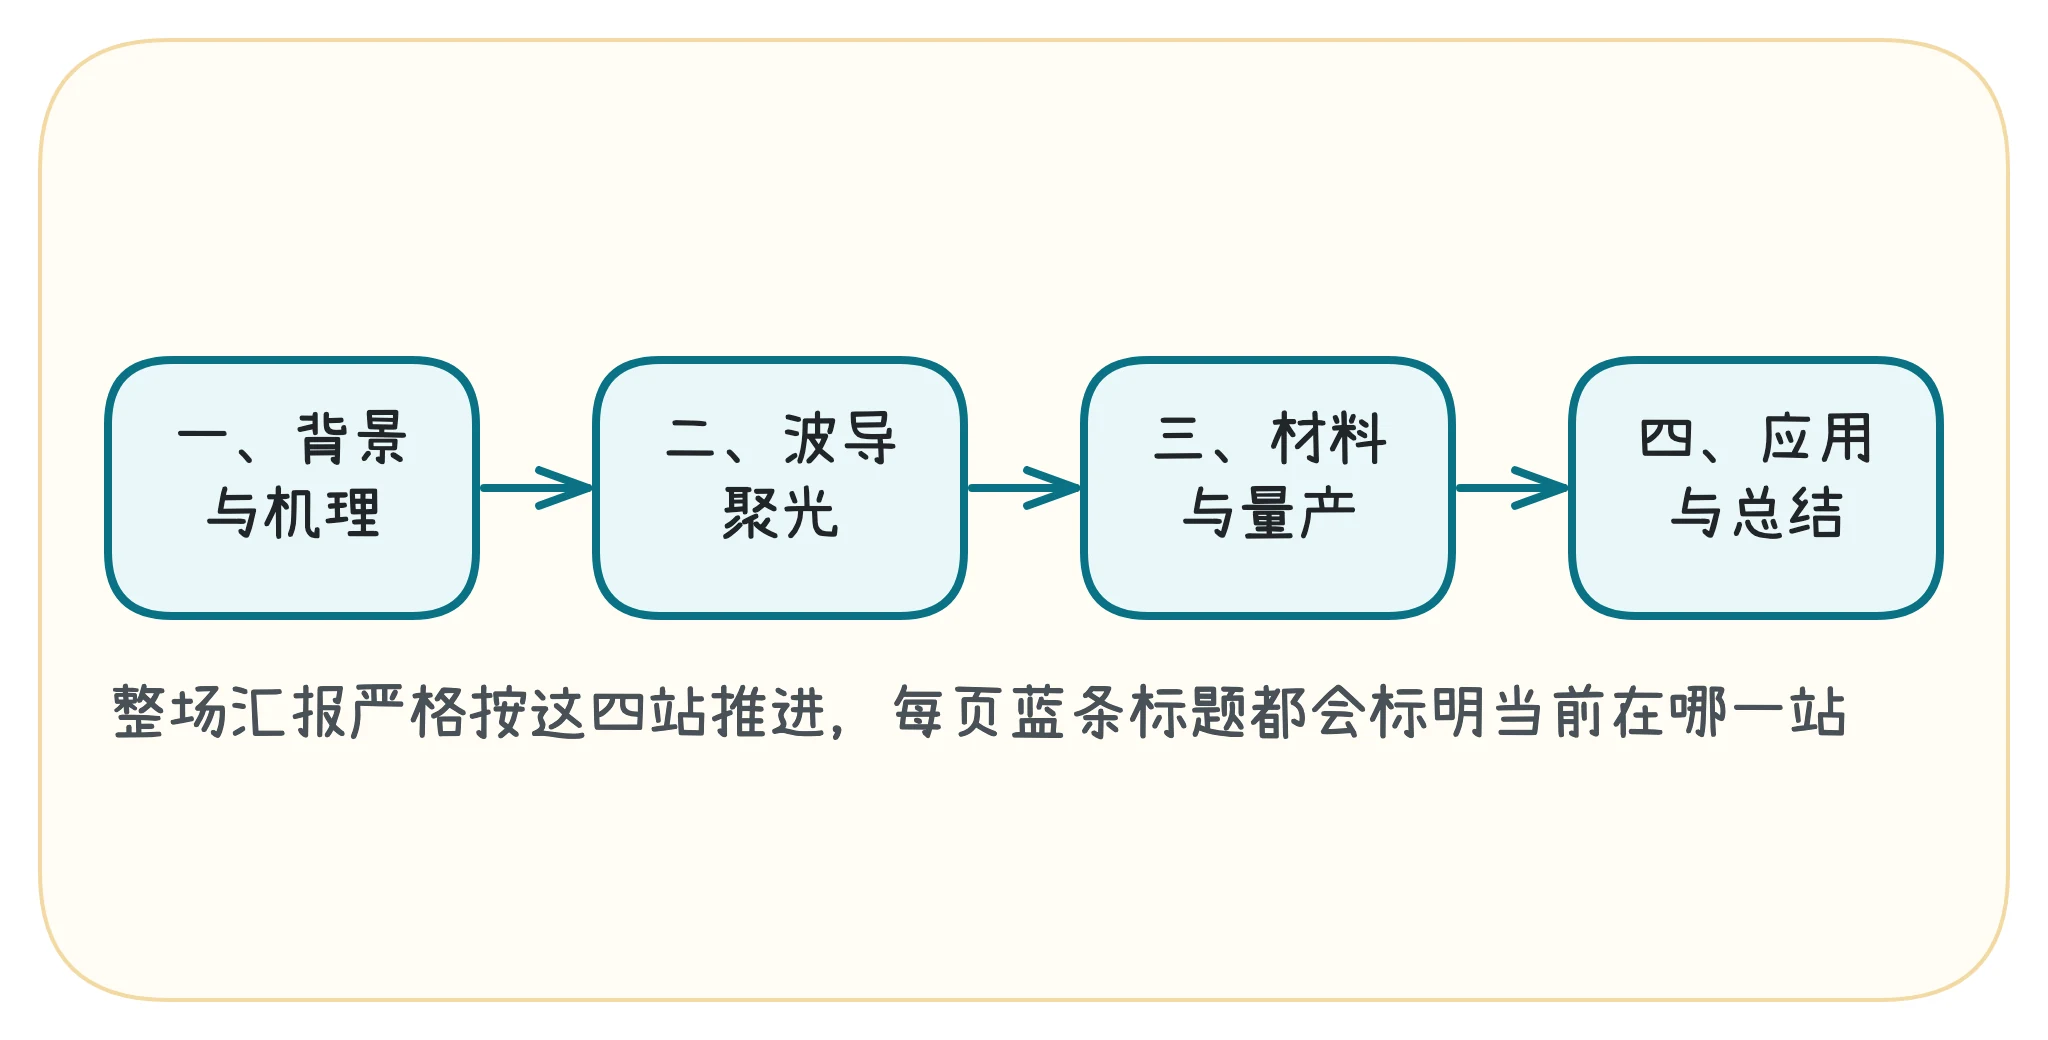 一、背景
与机理
二、波导
聚光
三、材料
与量产
四、应用
与总结
整场汇报严格按这四站推进，每页蓝条标题都会标明当前在哪一站